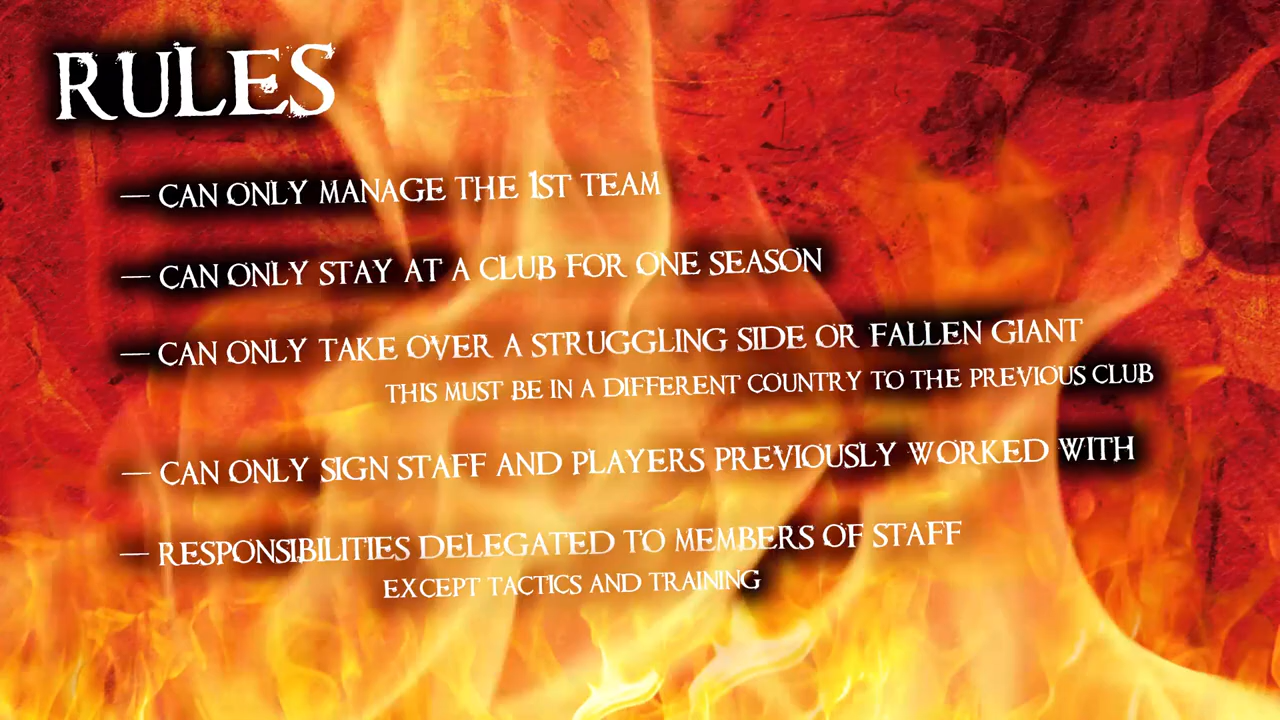 RULES
— CAN ONLY MANAGE THE 1ST TEAM
— CAN ONLY STAY AT A CLUB FOR ONE SEASON
— CAN ONLY TAKE OVER A STRUGGLING SIDE OR FALLEN GIANT
THIS MUST BE IN A DIFFERENT COUNTRY TO THE PREVIOUS CLUB
— CAN ONLY SIGN STAFF AND PLAYERS PREVIOUSLY WORKED WITH
— RESPONSIBILITIES DELEGATED TO MEMBERS OF STAFF
EXCEPT TACTICS AND TRAINING